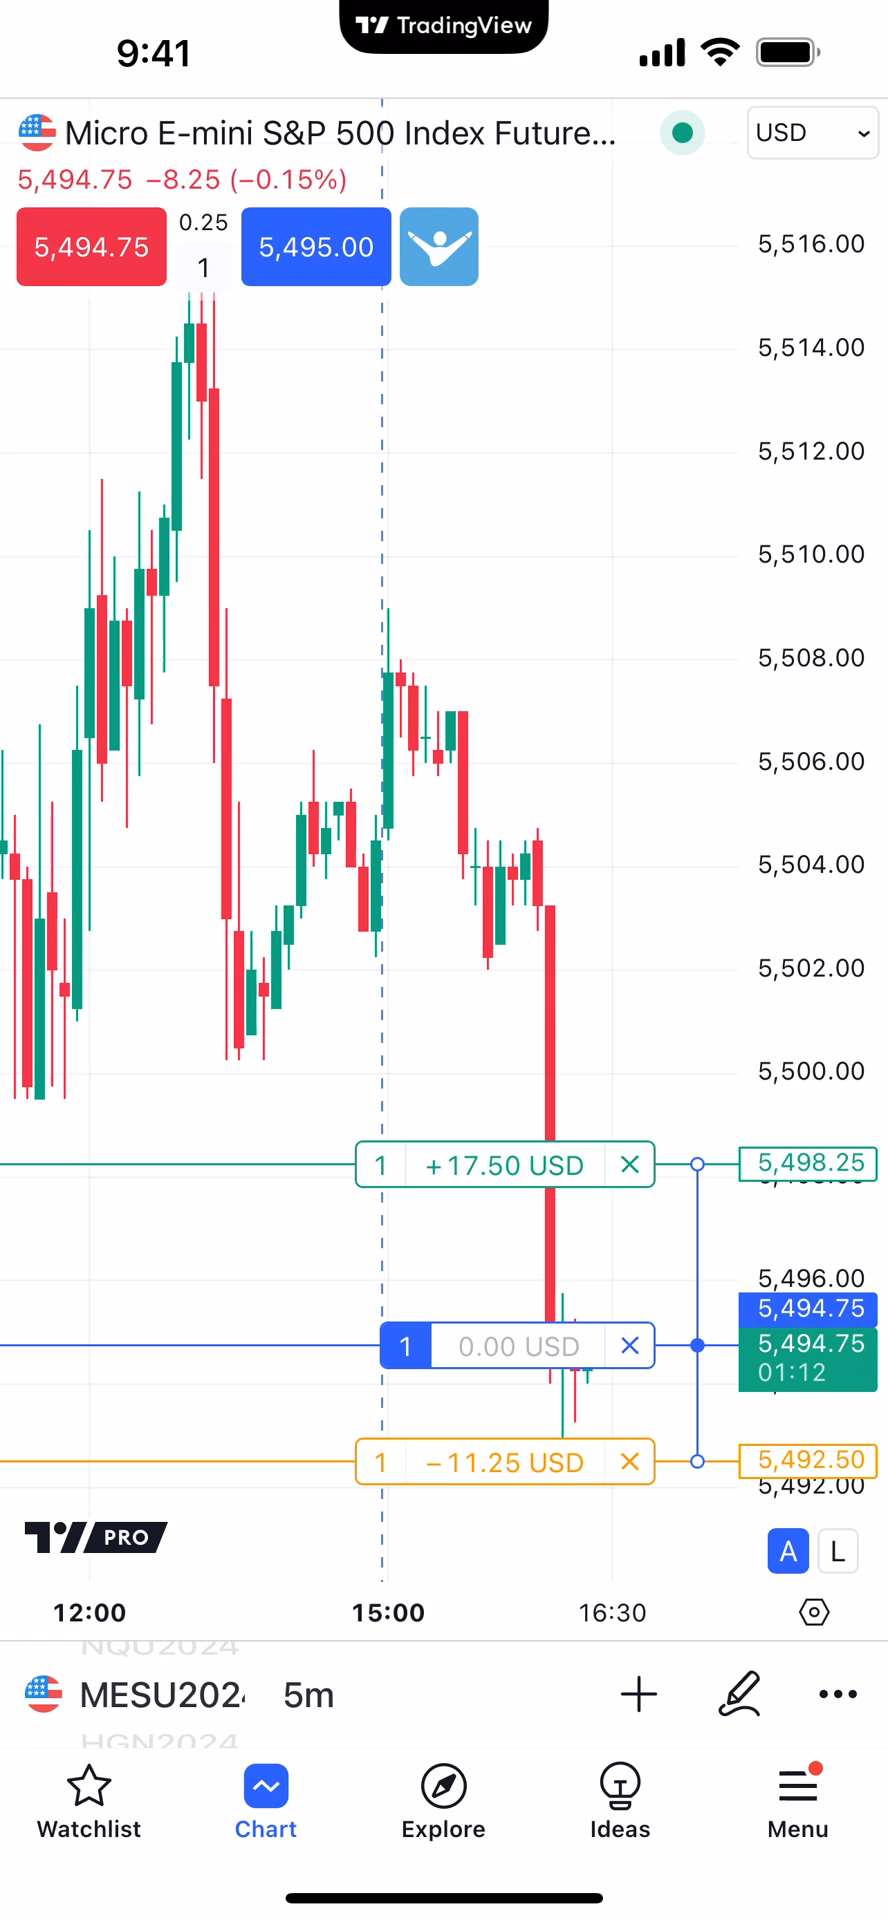 9:41
TradingView
Micro E-mini S&P 500 Index Future...
USD
5,494.75 −8.25 (−0.15%)
5,494.75
0.25
1
5,495.00
5,516.00
5,514.00
5,512.00
5,510.00
5,508.00
5,506.00
5,504.00
5,502.00
5,500.00
1 +17.50 USD
5,498.25
5,496.00
5,494.75
1 0.00 USD
5,494.75
01:12
1 −11.25 USD
5,492.50
5,492.00
PRO
A L
12:00 15:00 16:30
NQU2024
MESU202
5m
HGN2024
Watchlist Chart Explore Ideas Menu